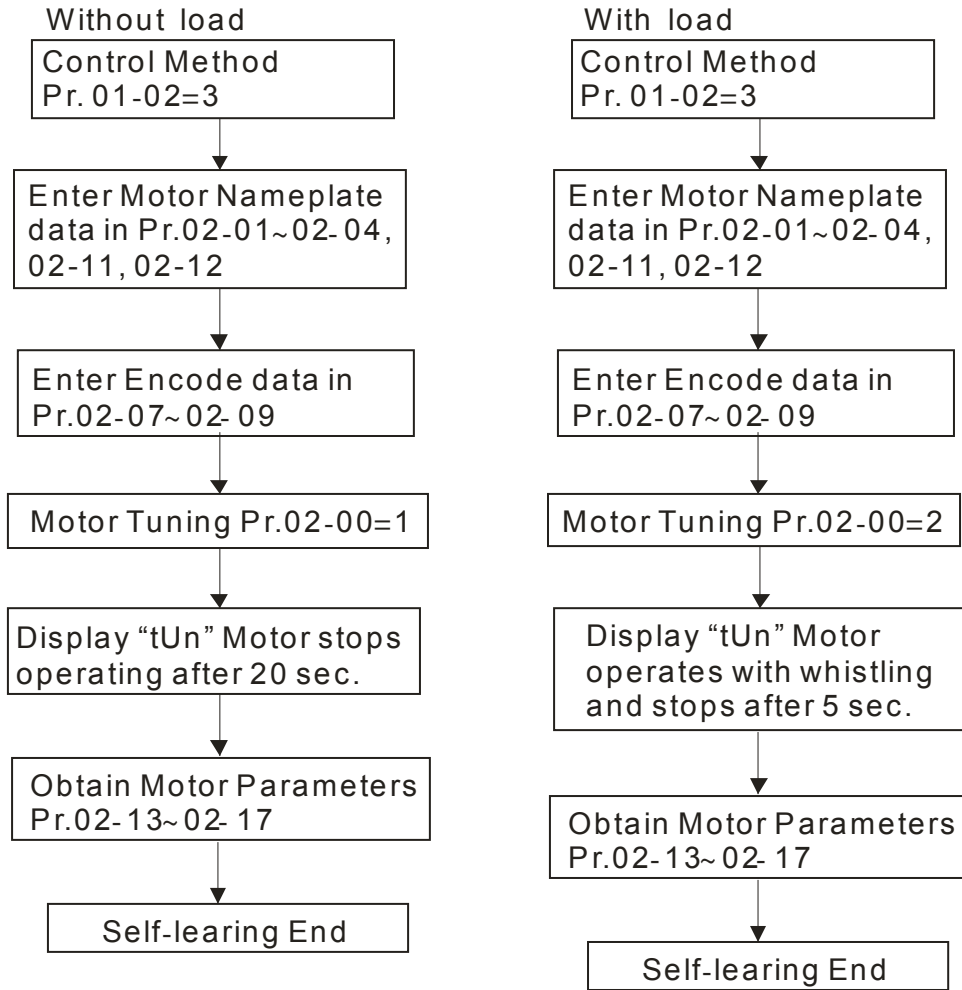 Without load
Control Method
Pr. 01-02=3
Enter Motor Nameplate
data in Pr.02-01~02-04,
02-11, 02-12
Enter Encode data in
Pr.02-07~02-09
Motor Tuning Pr.02-00=1
Display “tUn” Motor stops
operating after 20 sec.
Obtain Motor Parameters
Pr.02-13~02-17
Self-learing End
With load
Control Method
Pr. 01-02=3
Enter Motor Nameplate
data in Pr.02-01~02-04,
02-11, 02-12
Enter Encode data in
Pr.02-07~02-09
Motor Tuning Pr.02-00=2
Display “tUn” Motor
operates with whistling
and stops after 5 sec.
Obtain Motor Parameters
Pr.02-13~02-17
Self-learing End